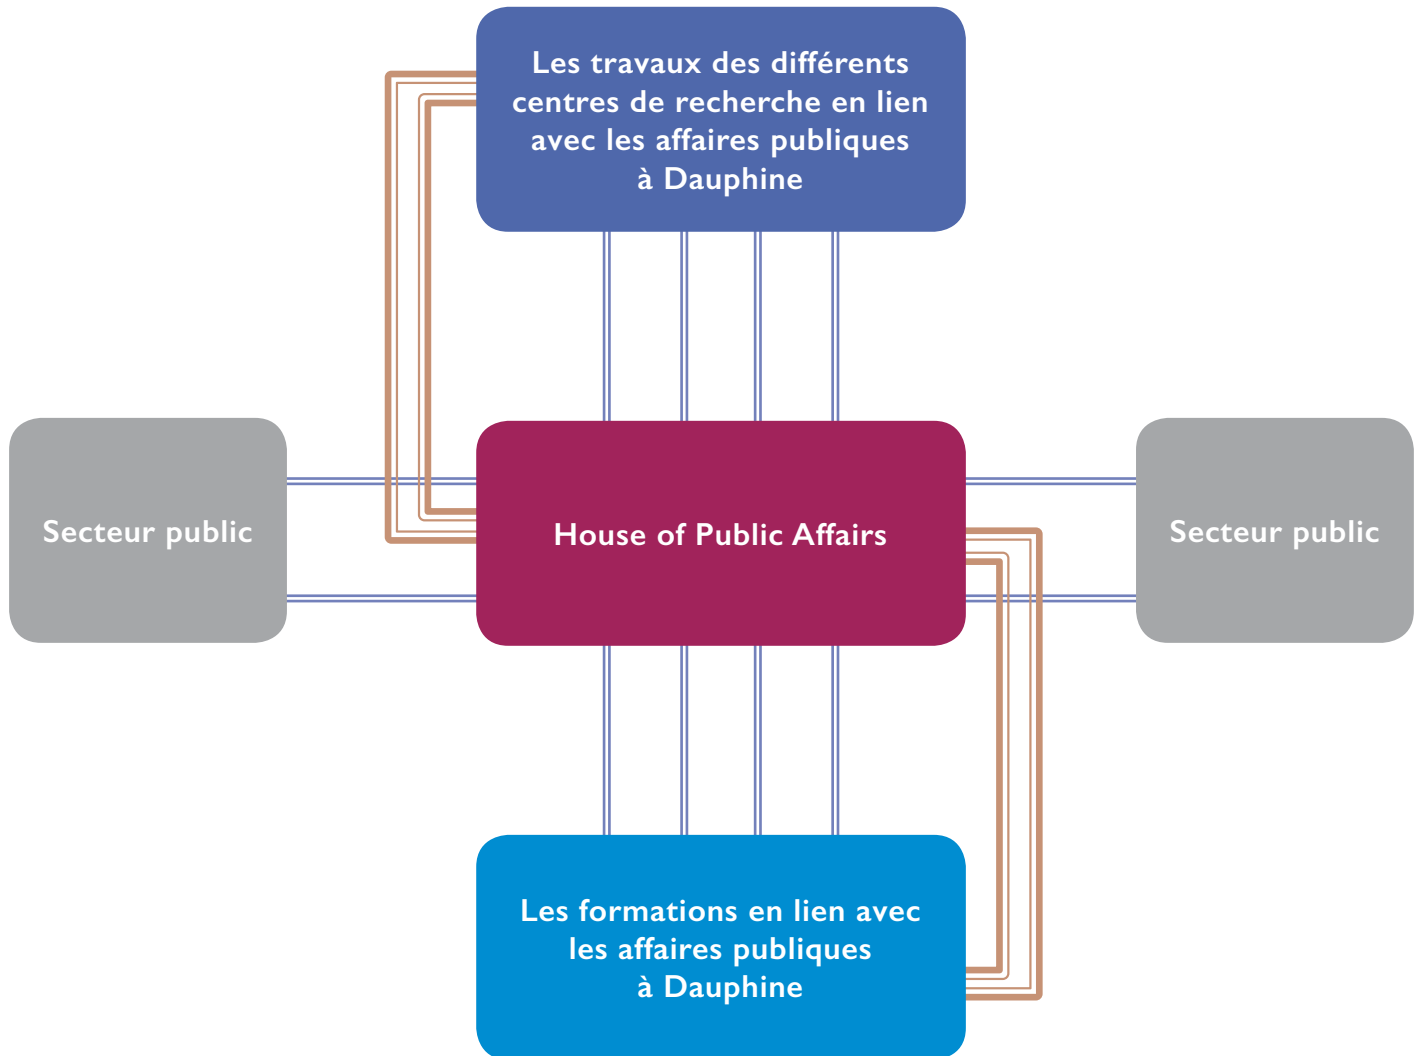 Les travaux des différents
centres de recherche en lien
avec les affaires publiques
à Dauphine
Secteur public
House of Public Affairs
Secteur public
Les formations en lien avec
les affaires publiques
à Dauphine